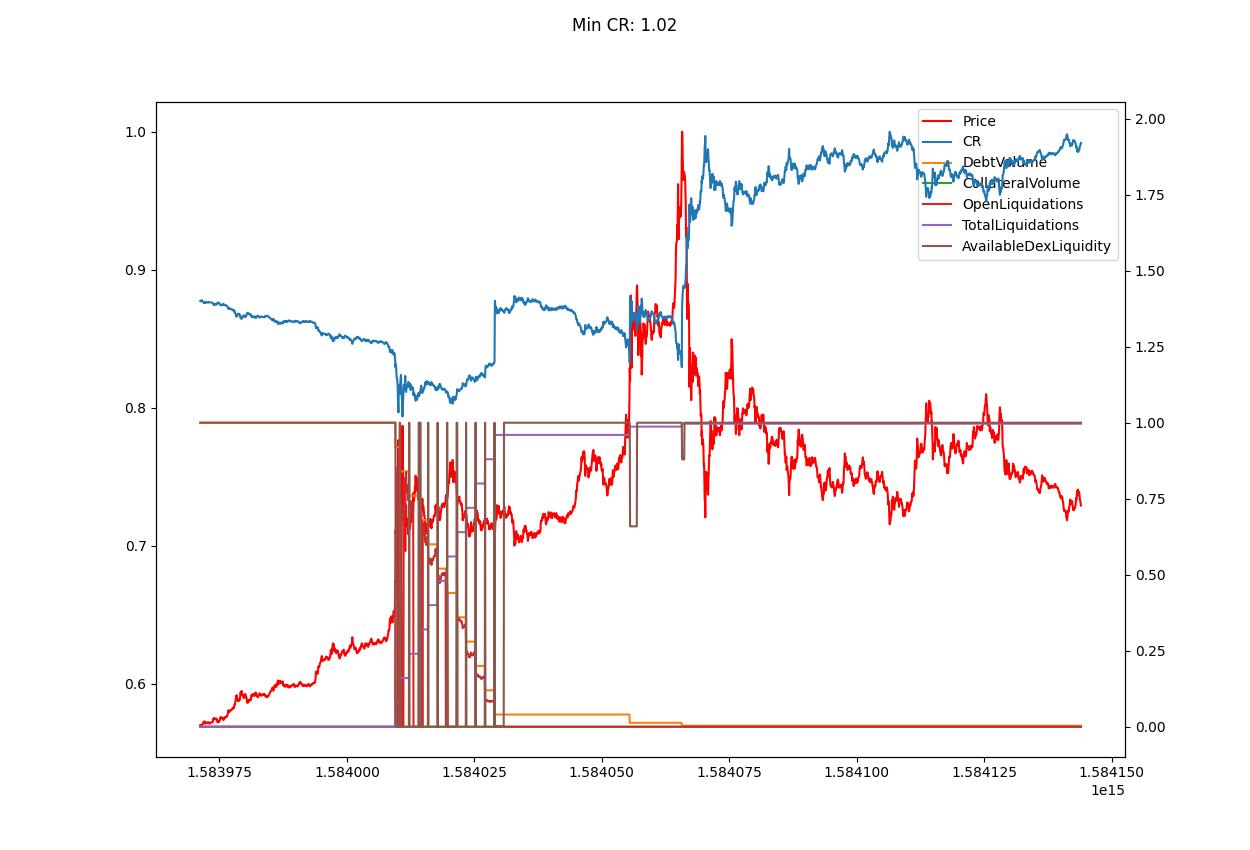 Min CR: 1.02
1.0
0.9
0.8
0.7
0.6
2.00
1.75
1.50
1.25
1.00
0.75
0.50
0.25
0.00
Price
CR
DebtVolume
CollateralVolume
OpenLiquidations
TotalLiquidations
AvailableDexLiquidity
1.583975 1.584000 1.584025 1.584050 1.584075 1.584100 1.584125 1.584150
1e15